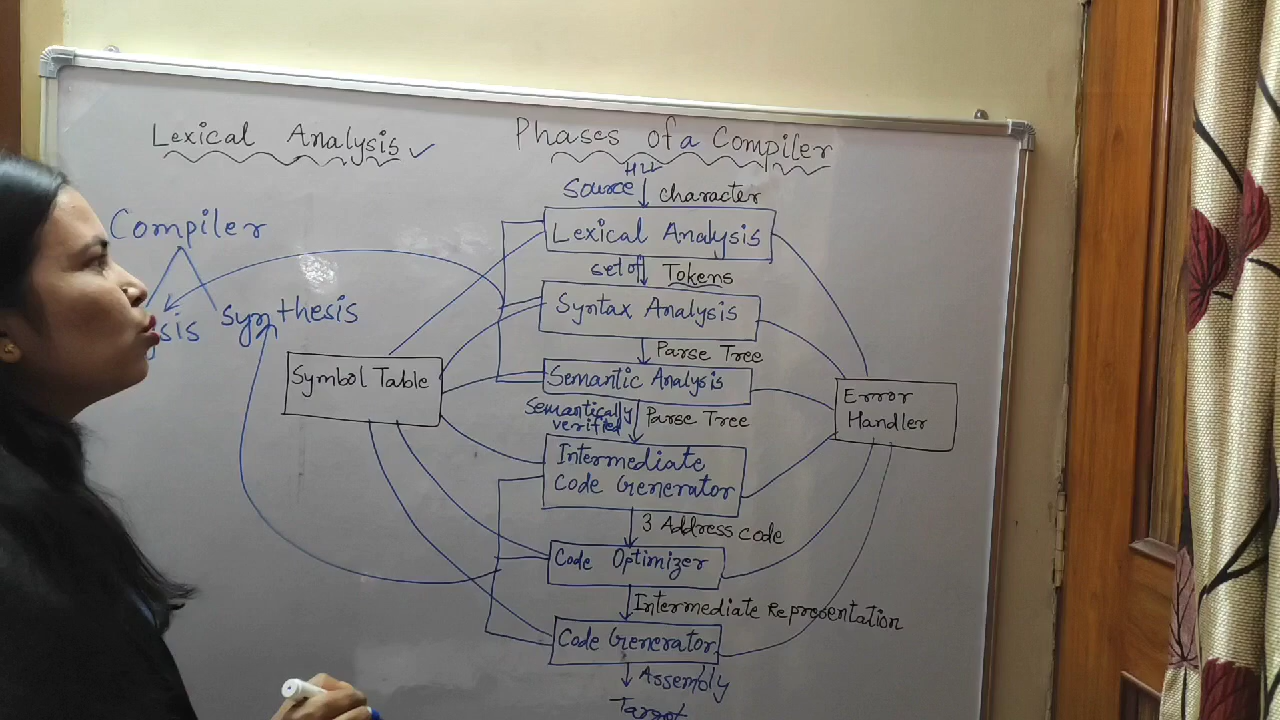 Lexical Analysis
Phases of a Compiler
HLL
Source character
Compiler
Lexical Analysis
set of Tokens
ysis Synthesis
Syntax Analysis
Parse Tree
Symbol Table
Semantic Analysis
Error
Handler
Semantically
verified
Parse Tree
Intermediate
Code Generator
3 Address code
Code Optimizer
Intermediate Representation
Code Generator
Assembly
Target